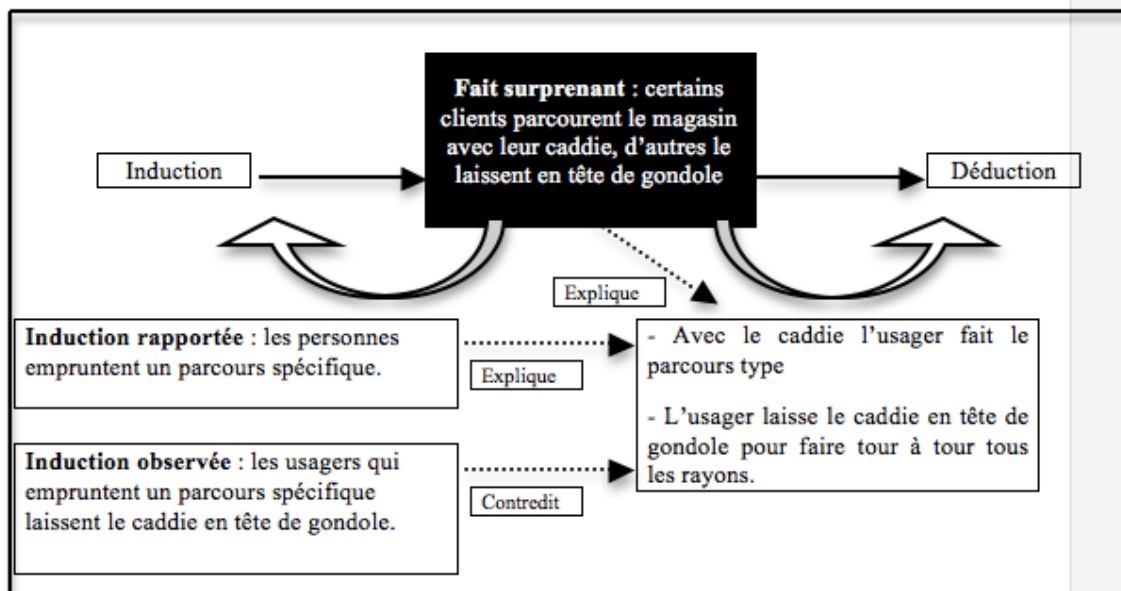 Fait surprenant : certains
clients parcourent le magasin
avec leur caddie, d'autres le
laissent en tête de gondole
Induction
Déduction
Explique
Induction rapportée : les personnes
empruntent un parcours spécifique.
Explique
- Avec le caddie l'usager fait le
parcours type
- L'usager laisse le caddie en tête de
gondole pour faire tour à tour tous
les rayons.
Induction observée : les usagers qui
empruntent un parcours spécifique
laissent le caddie en tête de gondole.
Contredit